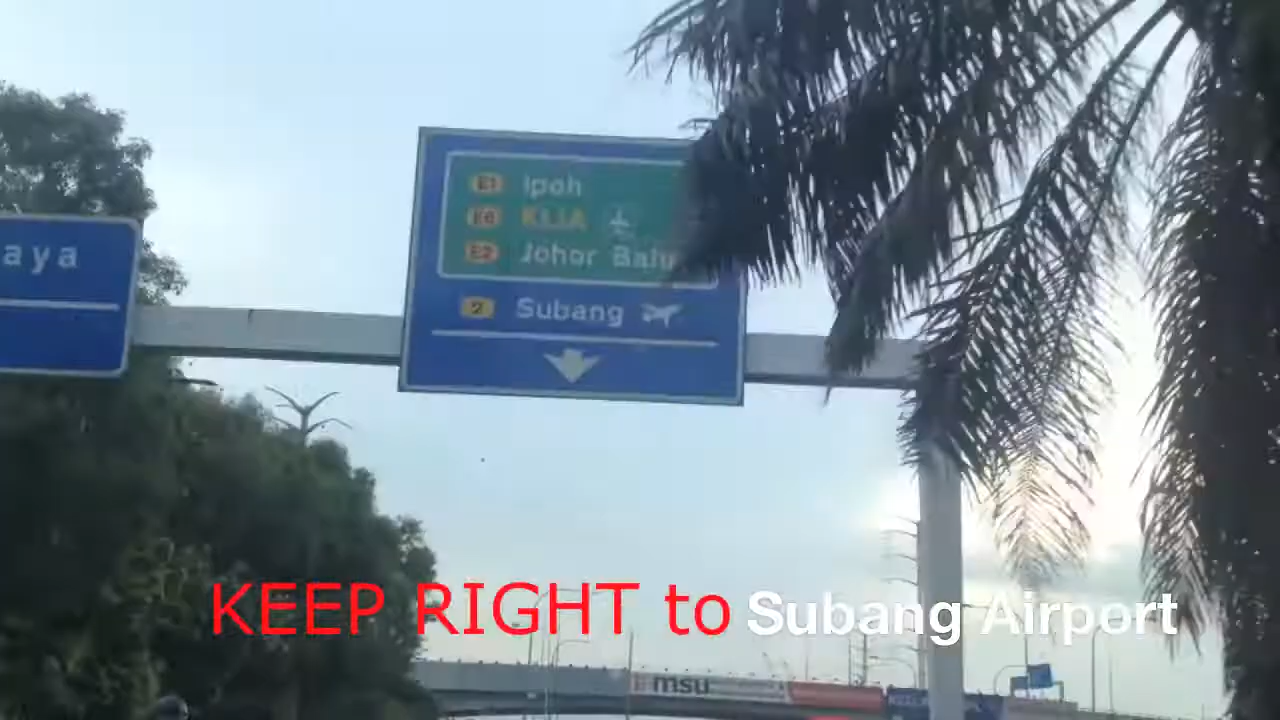 aya
E1 Ipoh
E6 KLIA
E2 Johor Bahru
2 Subang
KEEP RIGHT to Subang Airport
msu